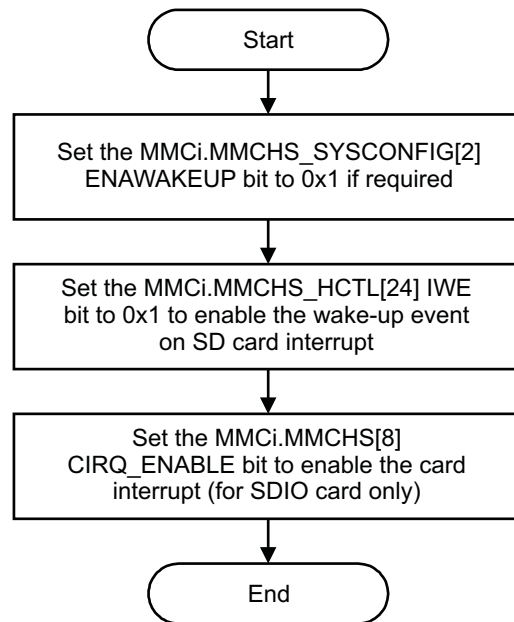 Start
Set the MMCi.MMCHS_SYSCONFIG[2]
ENAWAKEUP bit to 0x1 if required
Set the MMCi.MMCHS_HCTL[24] IWE
bit to 0x1 to enable the wake-up event
on SD card interrupt
Set the MMCi.MMCHS[8]
CIRQ_ENABLE bit to enable the card
interrupt (for SDIO card only)
End